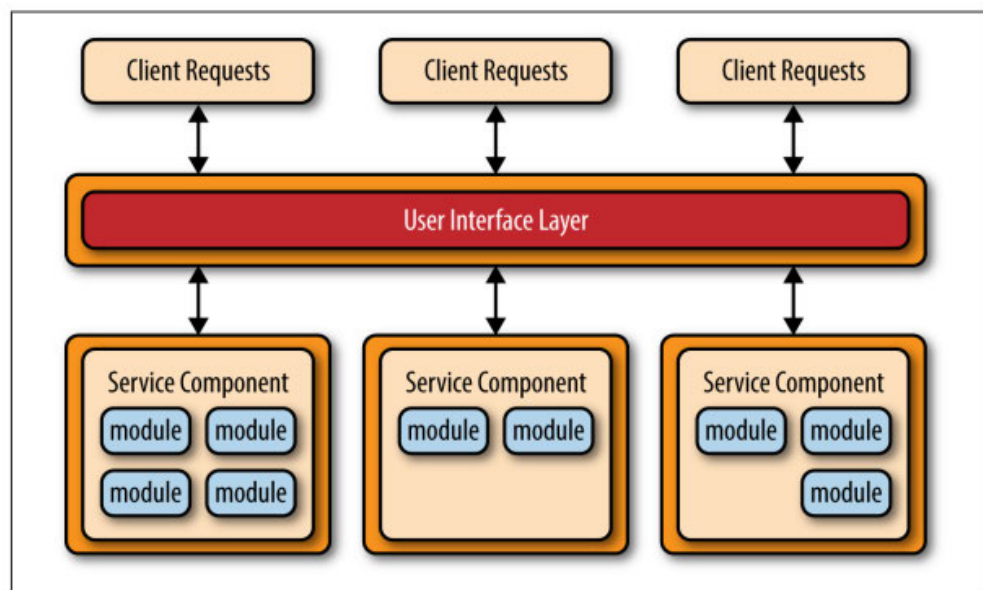 Client Requests
Client Requests
Client Requests
User Interface Layer
Service Component
module module
module module
Service Component
module module
Service Component
module module
module